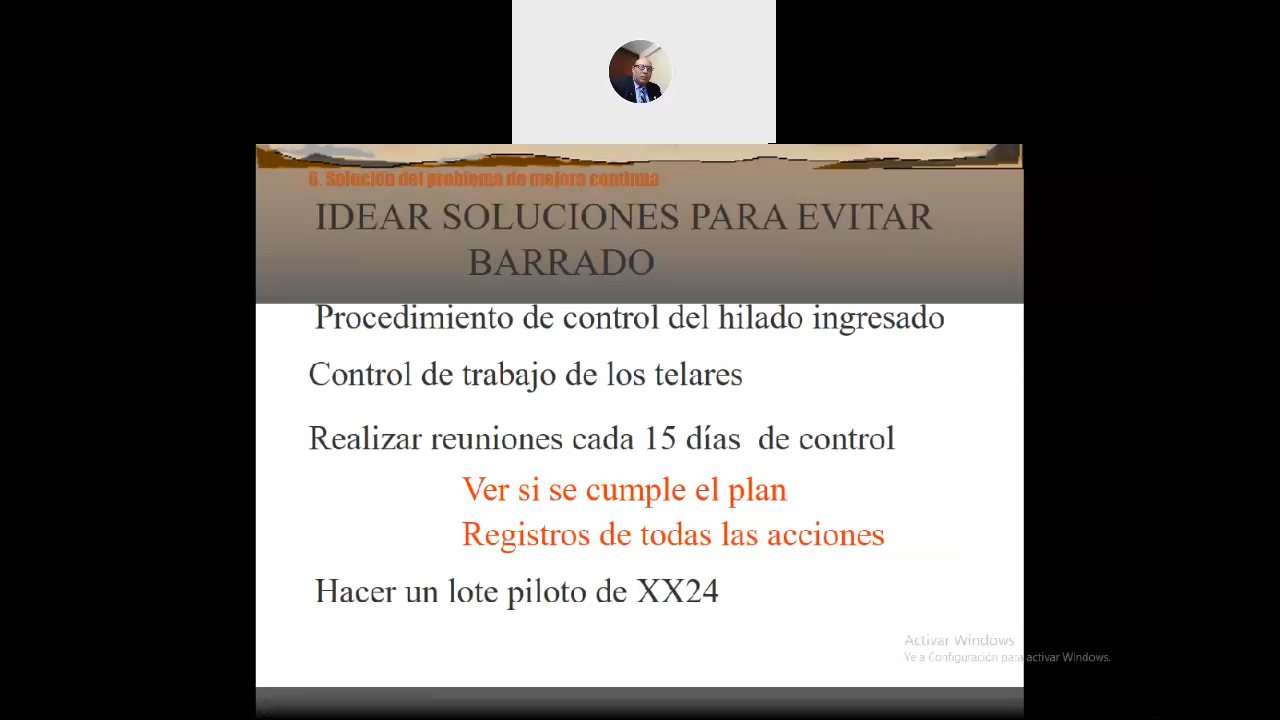 6. Solución del problema de mejora continua
IDEAR SOLUCIONES PARA EVITAR
BARRADO
Procedimiento de control del hilado ingresado
Control de trabajo de los telares
Realizar reuniones cada 15 días de control
Ver si se cumple el plan
Registros de todas las acciones
Hacer un lote piloto de XX24
Activar Windows
Ve a Configuración para activar Windows.